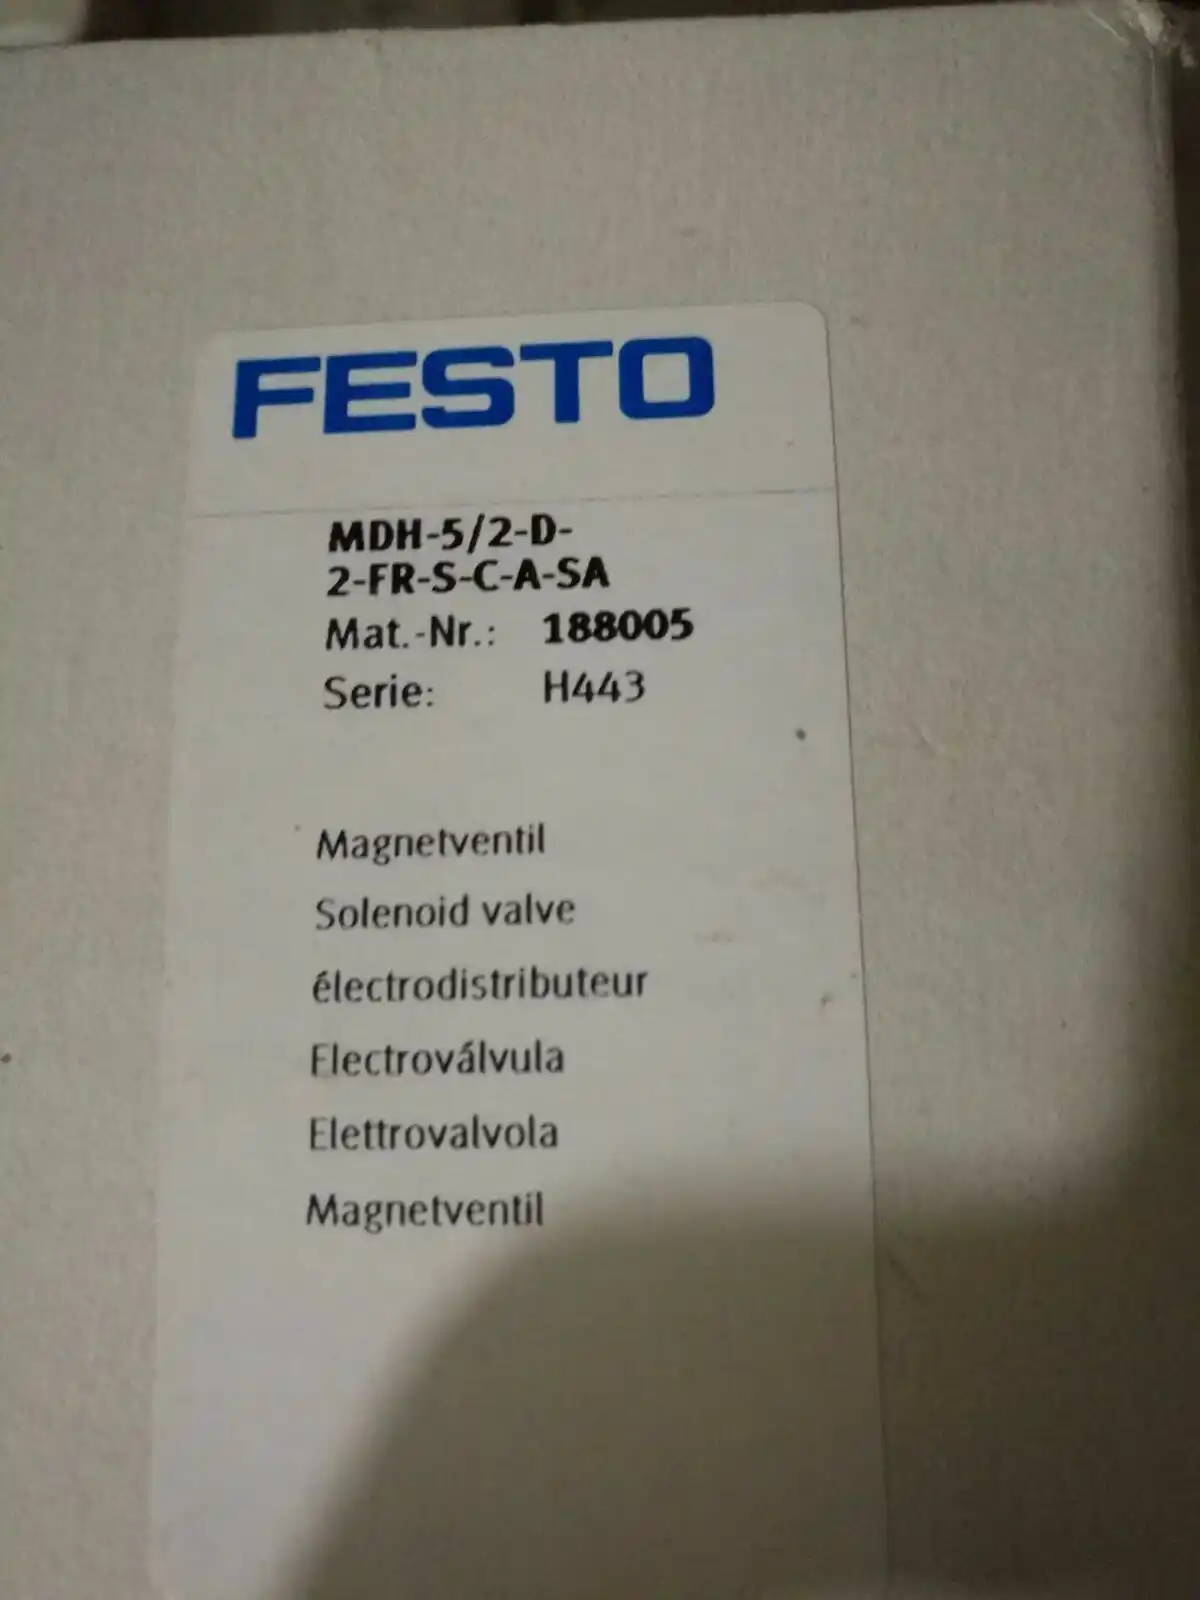 FESTO
MDH-5/2-D-
2-FR-S-C-A-SA
Mat.-Nr.: 188005
Serie: H443
Magnetventil
Solenoid valve
électrodistributeur
Electroválvula
Elettrovalvola
Magnetventil